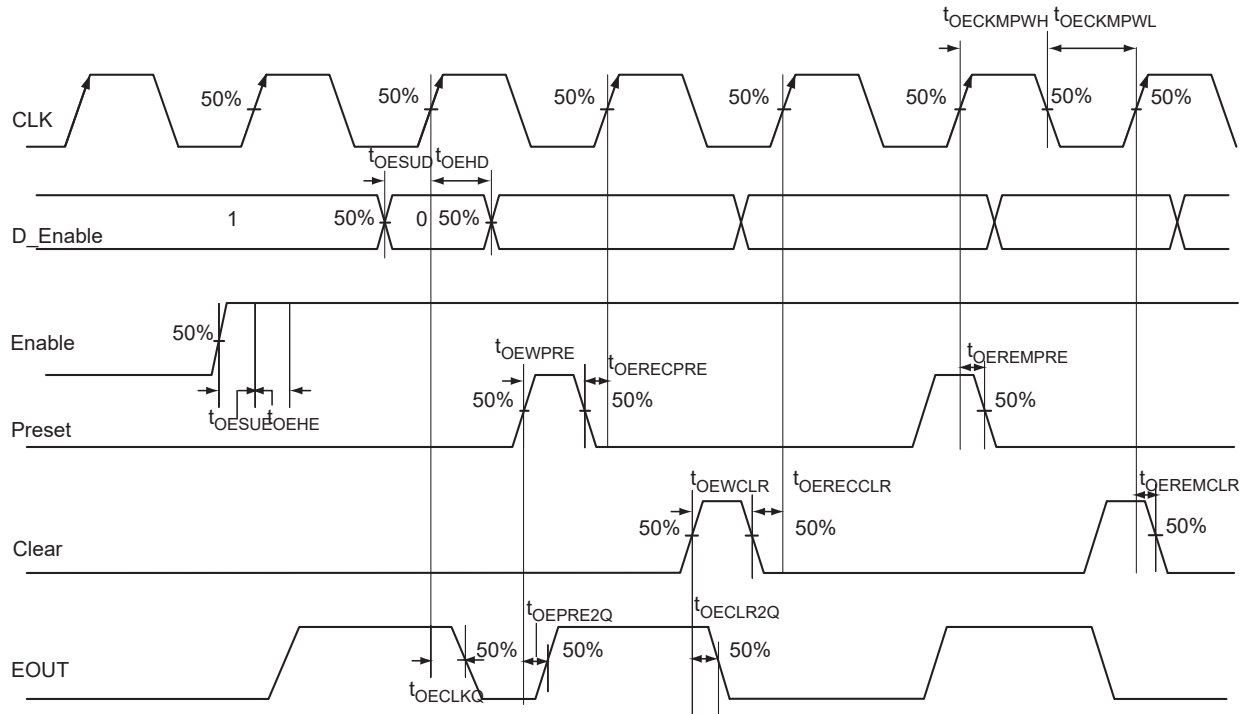 tOECKMPWH tOECKMPWL
50% 50% 50% 50% 50% 50% 50%
CLK
tOESUD tOEHD
1 50% 0 50%
D_Enable
50%
Enable
tOESUE tOEHE
tOEWPRE tOERECPRE tOEREMPRE
50% 50% 50%
Preset
tOEWCLR tOERECCLR tOEREMCLR
50% 50% 50%
Clear
tOEPRE2Q tOECLR2Q
50% 50% 50%
EOUT
tOECLKQ